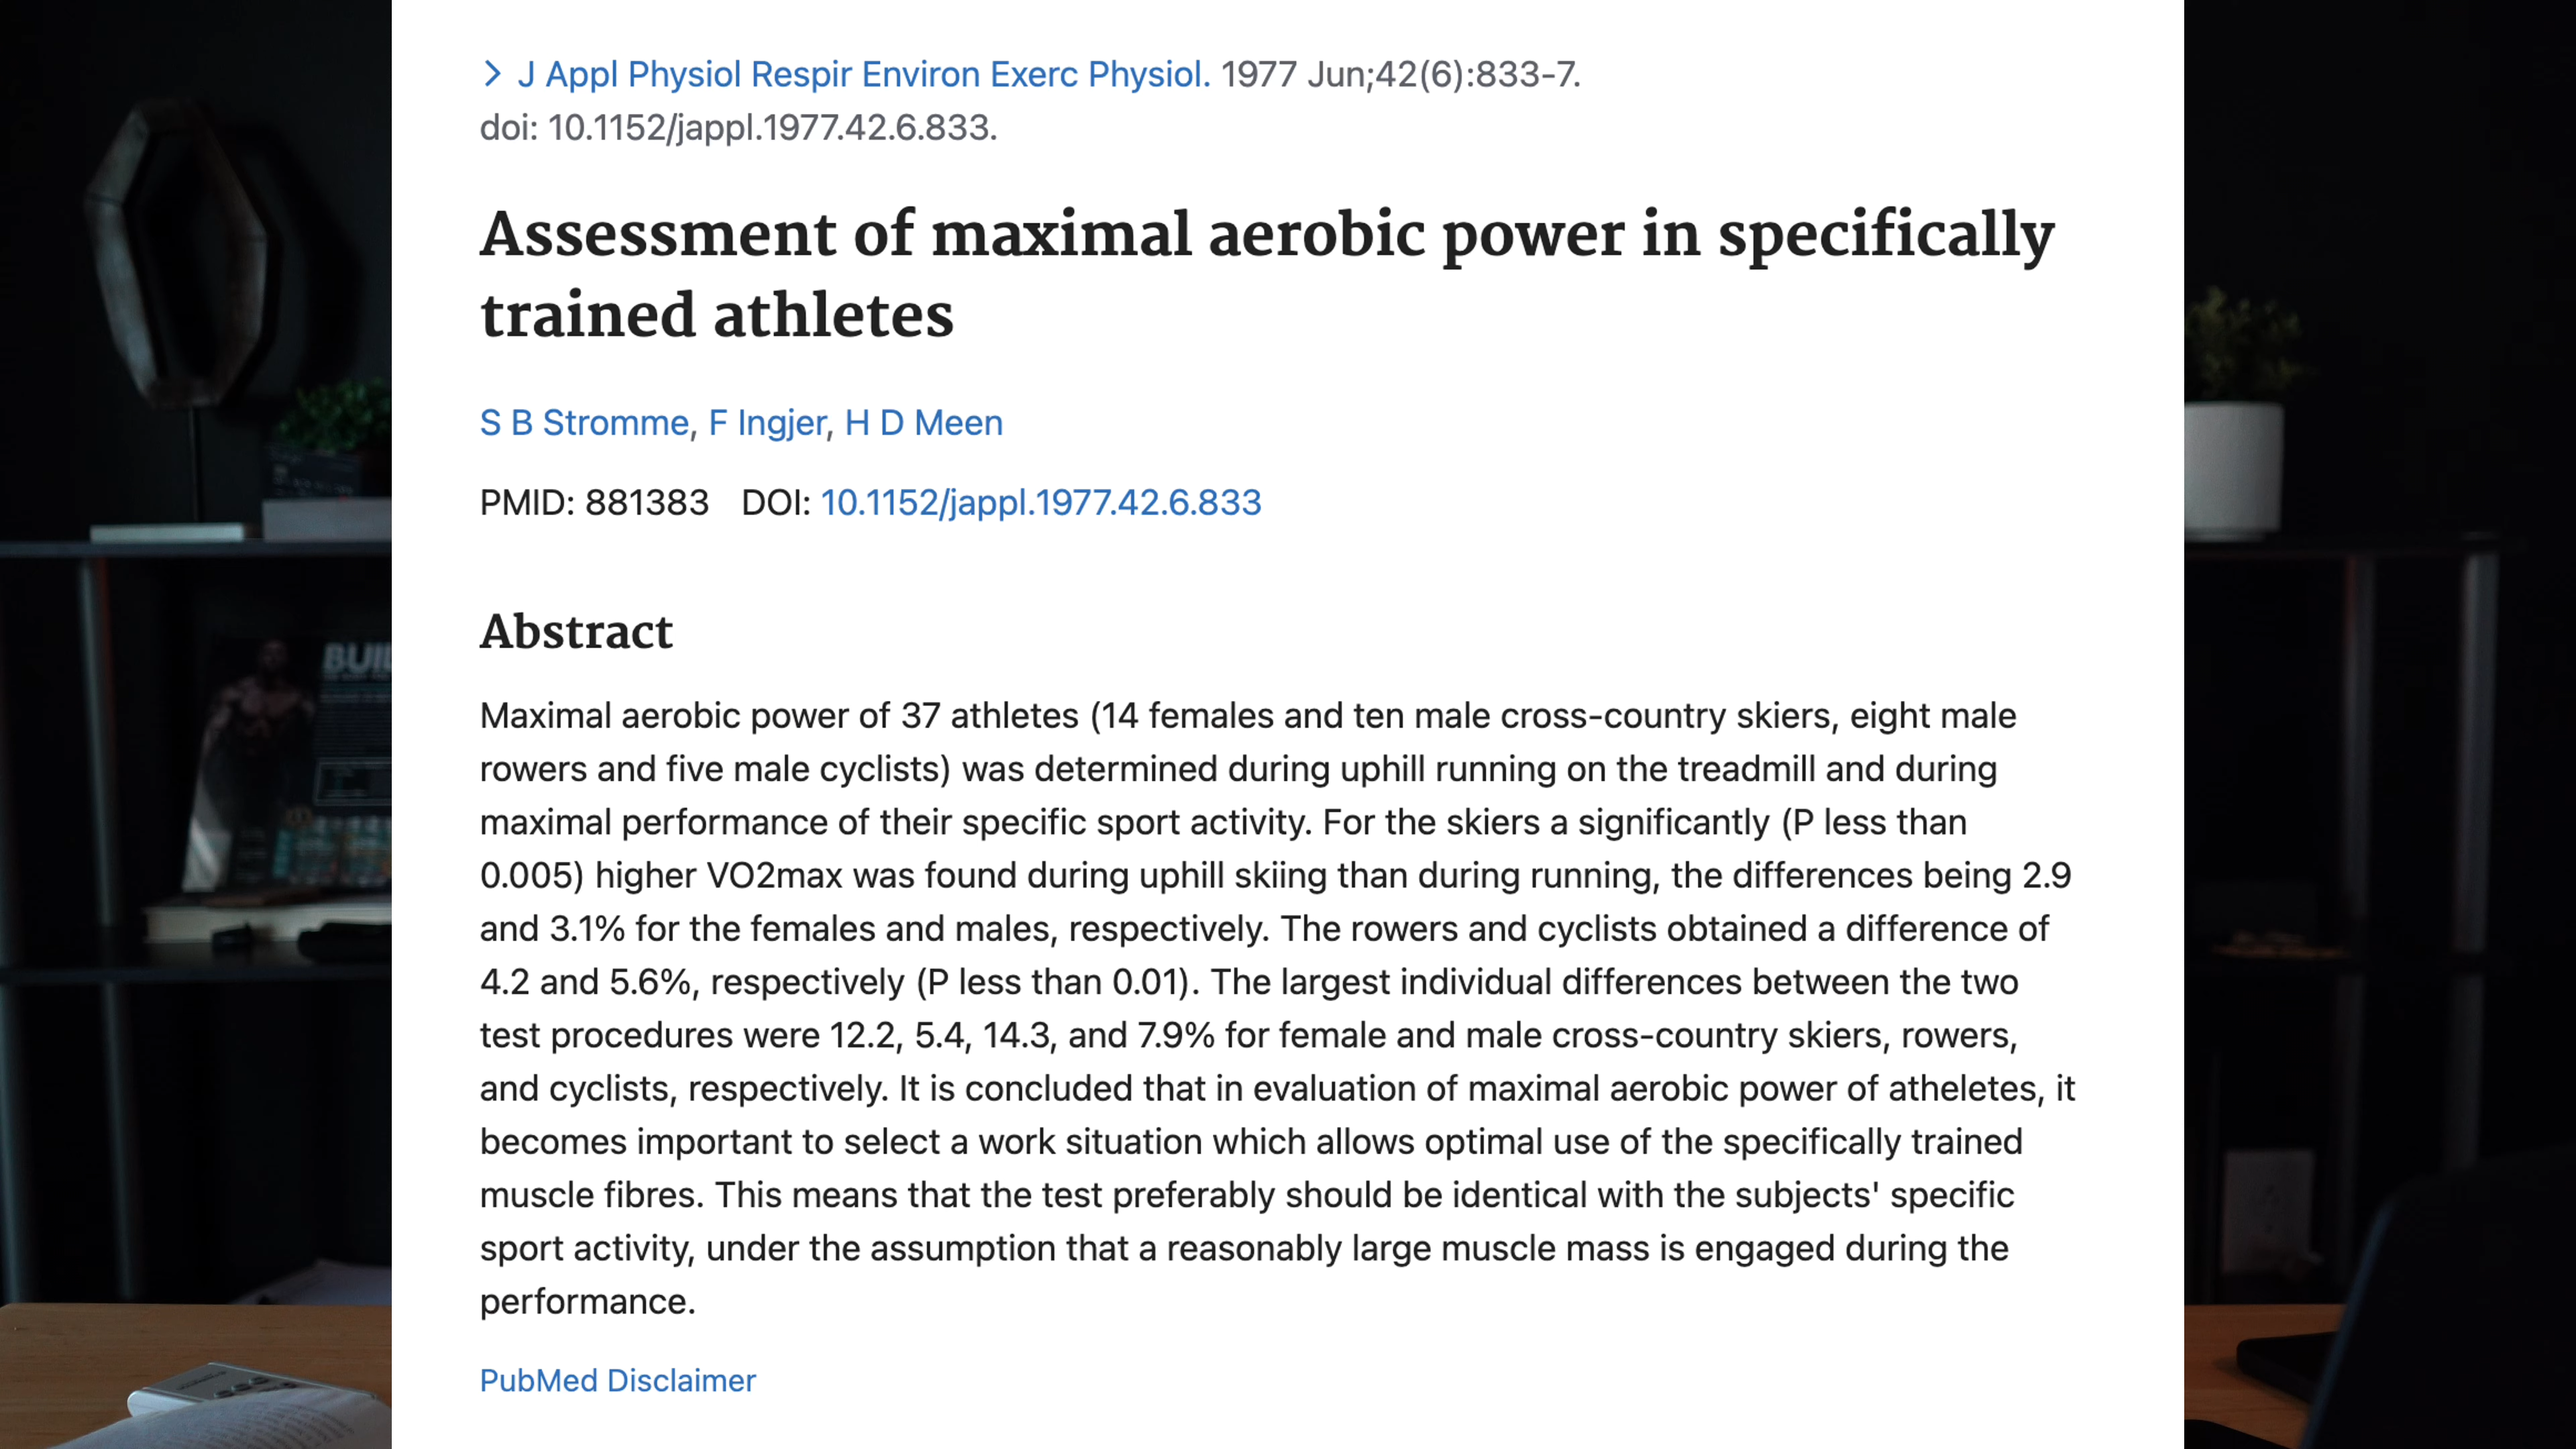 > J Appl Physiol Respir Environ Exerc Physiol. 1977 Jun;42(6):833-7.
doi: 10.1152/jappl.1977.42.6.833.
Assessment of maximal aerobic power in specifically
trained athletes
S B Stromme, F Ingjer, H D Meen
PMID: 881383 DOI: 10.1152/jappl.1977.42.6.833
Abstract
Maximal aerobic power of 37 athletes (14 females and ten male cross-country skiers, eight male
rowers and five male cyclists) was determined during uphill running on the treadmill and during
maximal performance of their specific sport activity. For the skiers a significantly (P less than
0.005) higher VO2max was found during uphill skiing than during running, the differences being 2.9
and 3.1% for the females and males, respectively. The rowers and cyclists obtained a difference of
4.2 and 5.6%, respectively (P less than 0.01). The largest individual differences between the two
test procedures were 12.2, 5.4, 14.3, and 7.9% for female and male cross-country skiers, rowers,
and cyclists, respectively. It is concluded that in evaluation of maximal aerobic power of atheletes, it
becomes important to select a work situation which allows optimal use of the specifically trained
muscle fibres. This means that the test preferably should be identical with the subjects' specific
sport activity, under the assumption that a reasonably large muscle mass is engaged during the
performance.
PubMed Disclaimer
BUIL